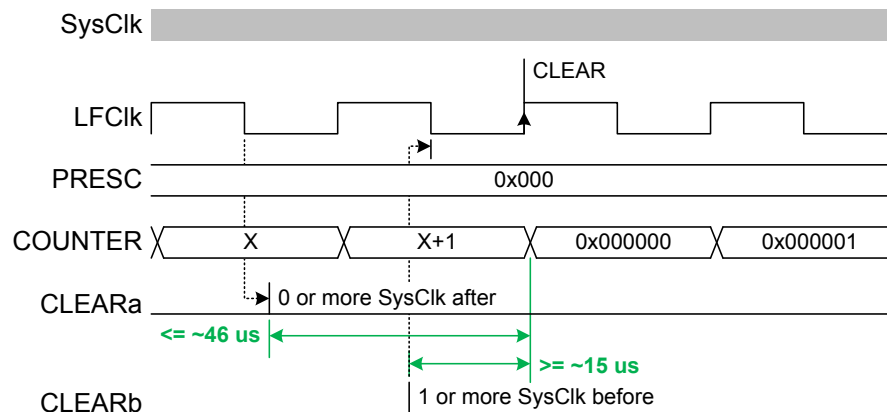 SysClk
CLEAR
LFClk
PRESC
0x000
COUNTER
X
X+1
0x000000
0x000001
CLEARa
0 or more SysClk after
<= ~46 us
>= ~15 us
CLEARb
1 or more SysClk before